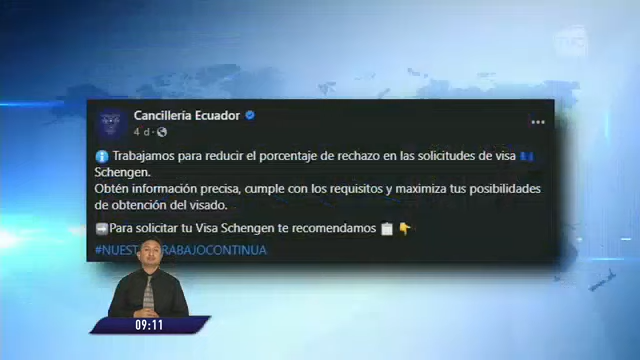 Cancillería Ecuador
4 d ·
Trabajamos para reducir el porcentaje de rechazo en las solicitudes de visa
Schengen.
Obtén información precisa, cumple con los requisitos y maximiza tus posibilidades
de obtención del visado.
Para solicitar tu Visa Schengen te recomendamos
#NUEST RABAJOCONTINUA
09:11